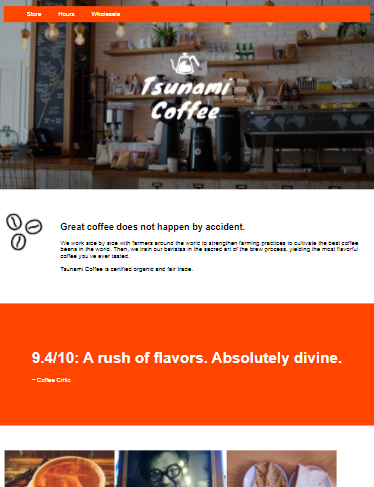 Store Hours Wholesale
Tsunami
Coffee
Great coffee does not happen by accident.
We work side by side with farmers around the world to strengthen farming practices to cultivate the best coffee
beans in the world. Then, we train our baristas in the sacred art of the brew process, yielding the most flavorful
coffee you've ever tasted.
Tsunami Coffee is certified organic and fair trade.
9.4/10: A rush of flavors. Absolutely divine.
~ Coffee Critic